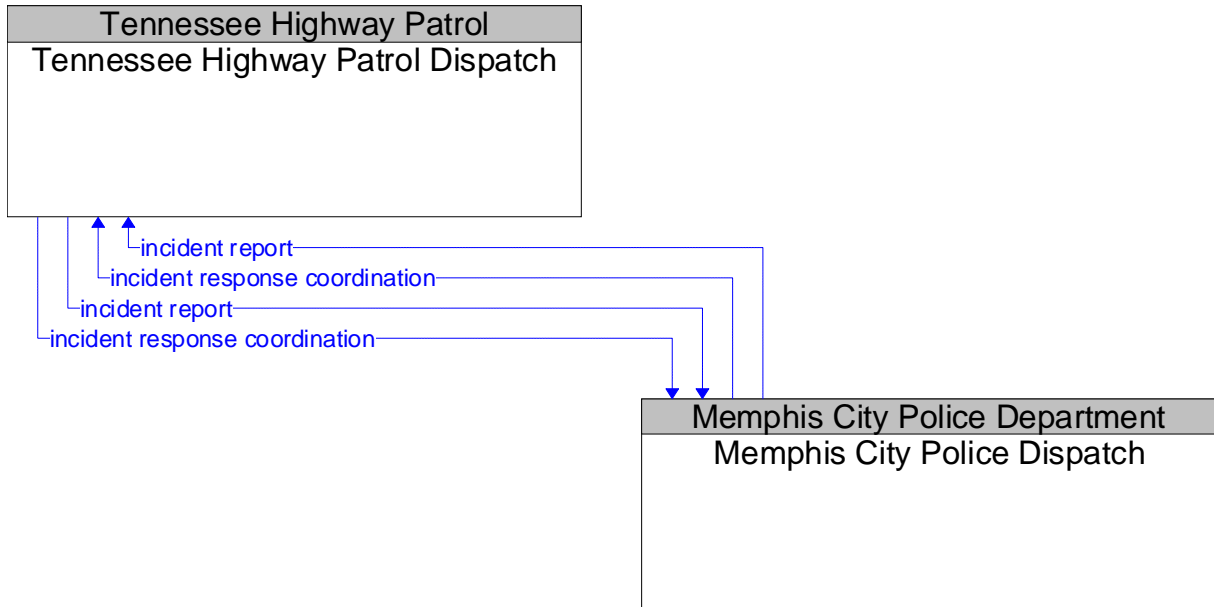 Tennessee Highway Patrol
Tennessee Highway Patrol Dispatch
incident report
incident response coordination
incident report
incident response coordination
Memphis City Police Department
Memphis City Police Dispatch